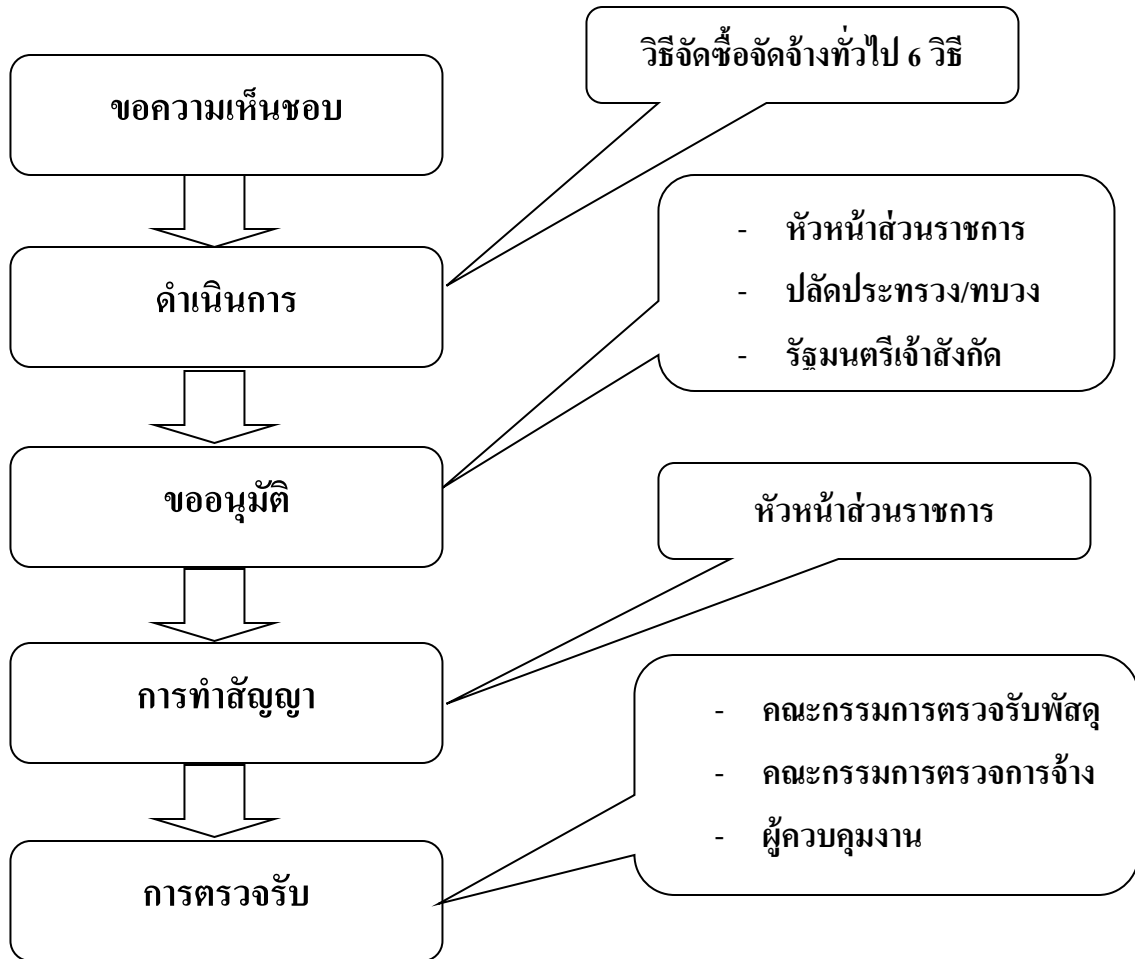 วิธีจัดซื้อจัดจ้างทั่วไป 6 วิธี
ขอความเห็นชอบ
ดำเนินการ
- หัวหน้าส่วนราชการ
- ปลัดประทรวง/ทบวง
- รัฐมนตรีเจ้าสังกัด
ขออนุมัติ
หัวหน้าส่วนราชการ
การทำสัญญา
- คณะกรรมการตรวจรับพัสดุ
- คณะกรรมการตรวจการจ้าง
- ผู้ควบคุมงาน
การตรวจรับ